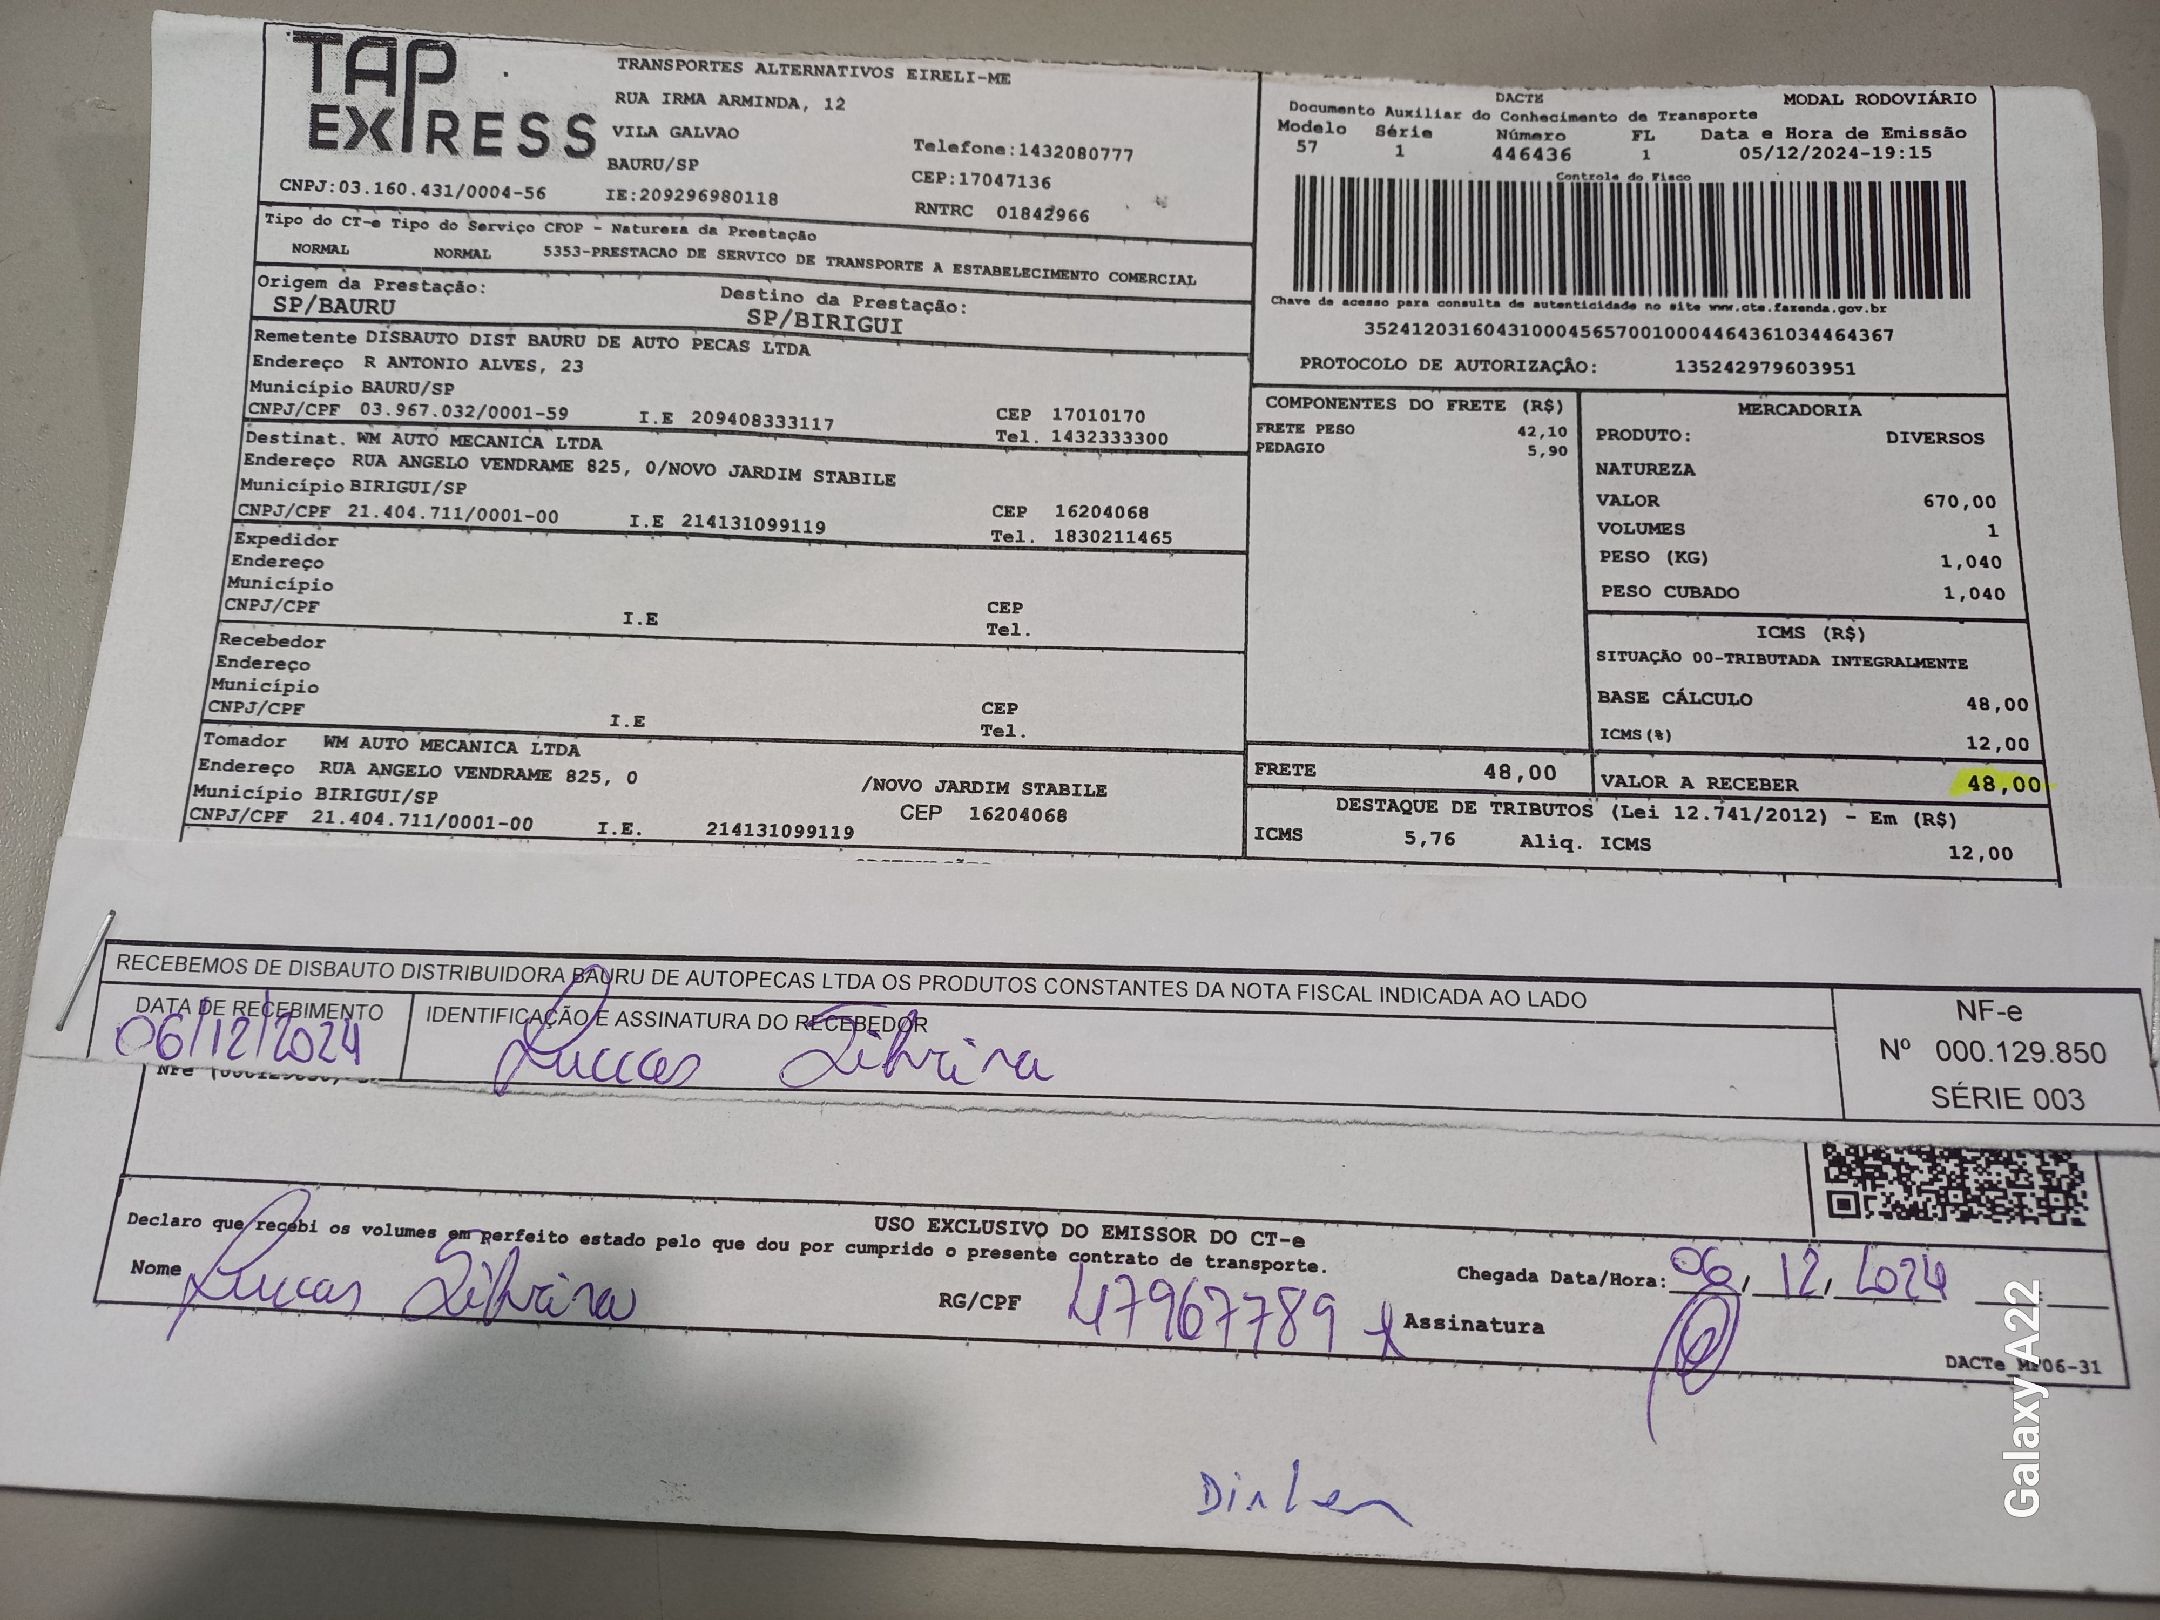 TAP EXPRESS
TRANSPORTES ALTERNATIVOS EIRELI-ME
RUA IRMA ARMINDA, 12
VILA GALVAO
BAURU/SP
Telefone:1432080777
CEP:17047136
CNPJ:03.160.431/0004-56
IE:209296980118
RNTRC 01842966
DACTE
MODAL RODOVIÁRIO
Documento Auxiliar do Conhecimento de Transporte
Modelo Série Número FL Data e Hora de Emissão
57 1 446436 1 05/12/2024-19:15
Controle do Fisco
Chave de acesso para consulta de autenticidade no site www.cte.fazenda.gov.br
35241203160431000456570010004464361034464367
PROTOCOLO DE AUTORIZAÇÂO: 135242979603951
Tipo do CT-e Tipo do Serviço CFOP - Natureza da Prestação
NORMAL NORMAL 5353-PRESTACAO DE SERVICO DE TRANSPORTE A ESTABELECIMENTO COMERCIAL
Origem da Prestação: Destino da Prestação:
SP/BAURU SP/BIRIGUI
Remetente DISBAUTO DIST BAURU DE AUTO PECAS LTDA
Endereço R ANTONIO ALVES, 23
Município BAURU/SP
CNPJ/CPF 03.967.032/0001-59 I.E 209408333117 CEP 17010170
Tel. 1432333300
Destinat. WM AUTO MECANICA LTDA
Endereço RUA ANGELO VENDRAME 825, 0/NOVO JARDIM STABILE
Município BIRIGUI/SP
CNPJ/CPF 21.404.711/0001-00 I.E 214131099119 CEP 16204068
Tel. 1830211465
Expedidor
Endereço
Município
CNPJ/CPF I.E CEP
Tel.
Recebedor
Endereço
Município
CNPJ/CPF I.E CEP
Tel.
Tomador WM AUTO MECANICA LTDA
Endereço RUA ANGELO VENDRAME 825, 0 /NOVO JARDIM STABILE
Município BIRIGUI/SP CEP 16204068
CNPJ/CPF 21.404.711/0001-00 I.E. 214131099119
COMPONENTES DO FRETE (R$)
FRETE PESO 42,10
PEDAGIO 5,90
MERCADORIA
PRODUTO: DIVERSOS
NATUREZA
VALOR 670,00
VOLUMES 1
PESO (KG) 1,040
PESO CUBADO 1,040
ICMS (R$)
SITUAÇÃO 00-TRIBUTADA INTEGRALMENTE
BASE CÁLCULO 48,00
ICMS(%) 12,00
FRETE 48,00 VALOR A RECEBER 48,00
DESTAQUE DE TRIBUTOS (Lei 12.741/2012) - Em (R$)
ICMS 5,76 Aliq. ICMS 12,00
RECEBEMOS DE DISBAUTO DISTRIBUIDORA BAURU DE AUTOPECAS LTDA OS PRODUTOS CONSTANTES DA NOTA FISCAL INDICADA AO LADO
DATA DE RECEBIMENTO IDENTIFICAÇÃO E ASSINATURA DO RECEBEDOR
06/12/2024 Luccas Silveira
NF-e
Nº 000.129.850
SÉRIE 003
USO EXCLUSIVO DO EMISSOR DO CT-e
Declaro que recebi os volumes em perfeito estado pelo que dou por cumprido o presente contrato de transporte.
Nome Luccas Silveira RG/CPF 47967789 Chegada Data/Hora: 06, 12, 2024
Assinatura
DACTe M.06-31
Galaxy A22